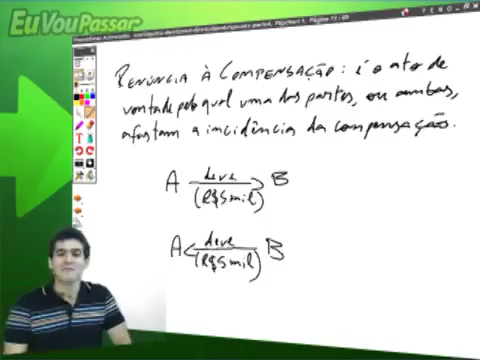 EuVouPassar
RENÚNCIA À COMPENSAÇÃO: É O ATO DE
vontade pelo qual uma das partes, ou ambas,
afastam a incidência da compensação.
A deve B
(R$5mil)
A deve B
(R$5mil)